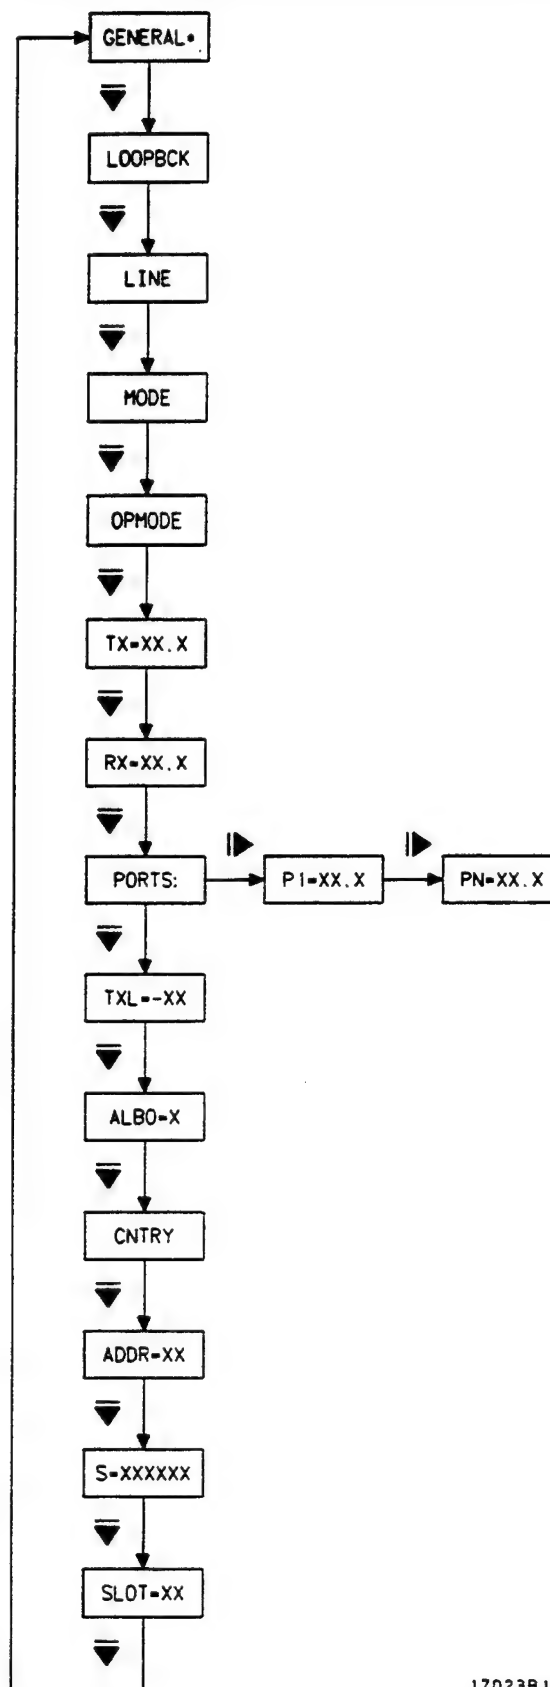 GENERAL*
LOOPBCK
LINE
MODE
OPMODE
TX=XX.X
RX=XX.X
PORTS: P1=XX.X PN=XX.X
TXL=-XX
ALBO=X
CNTRY
ADDR=XX
S=XXXXXX
SLOT=XX
17023B1